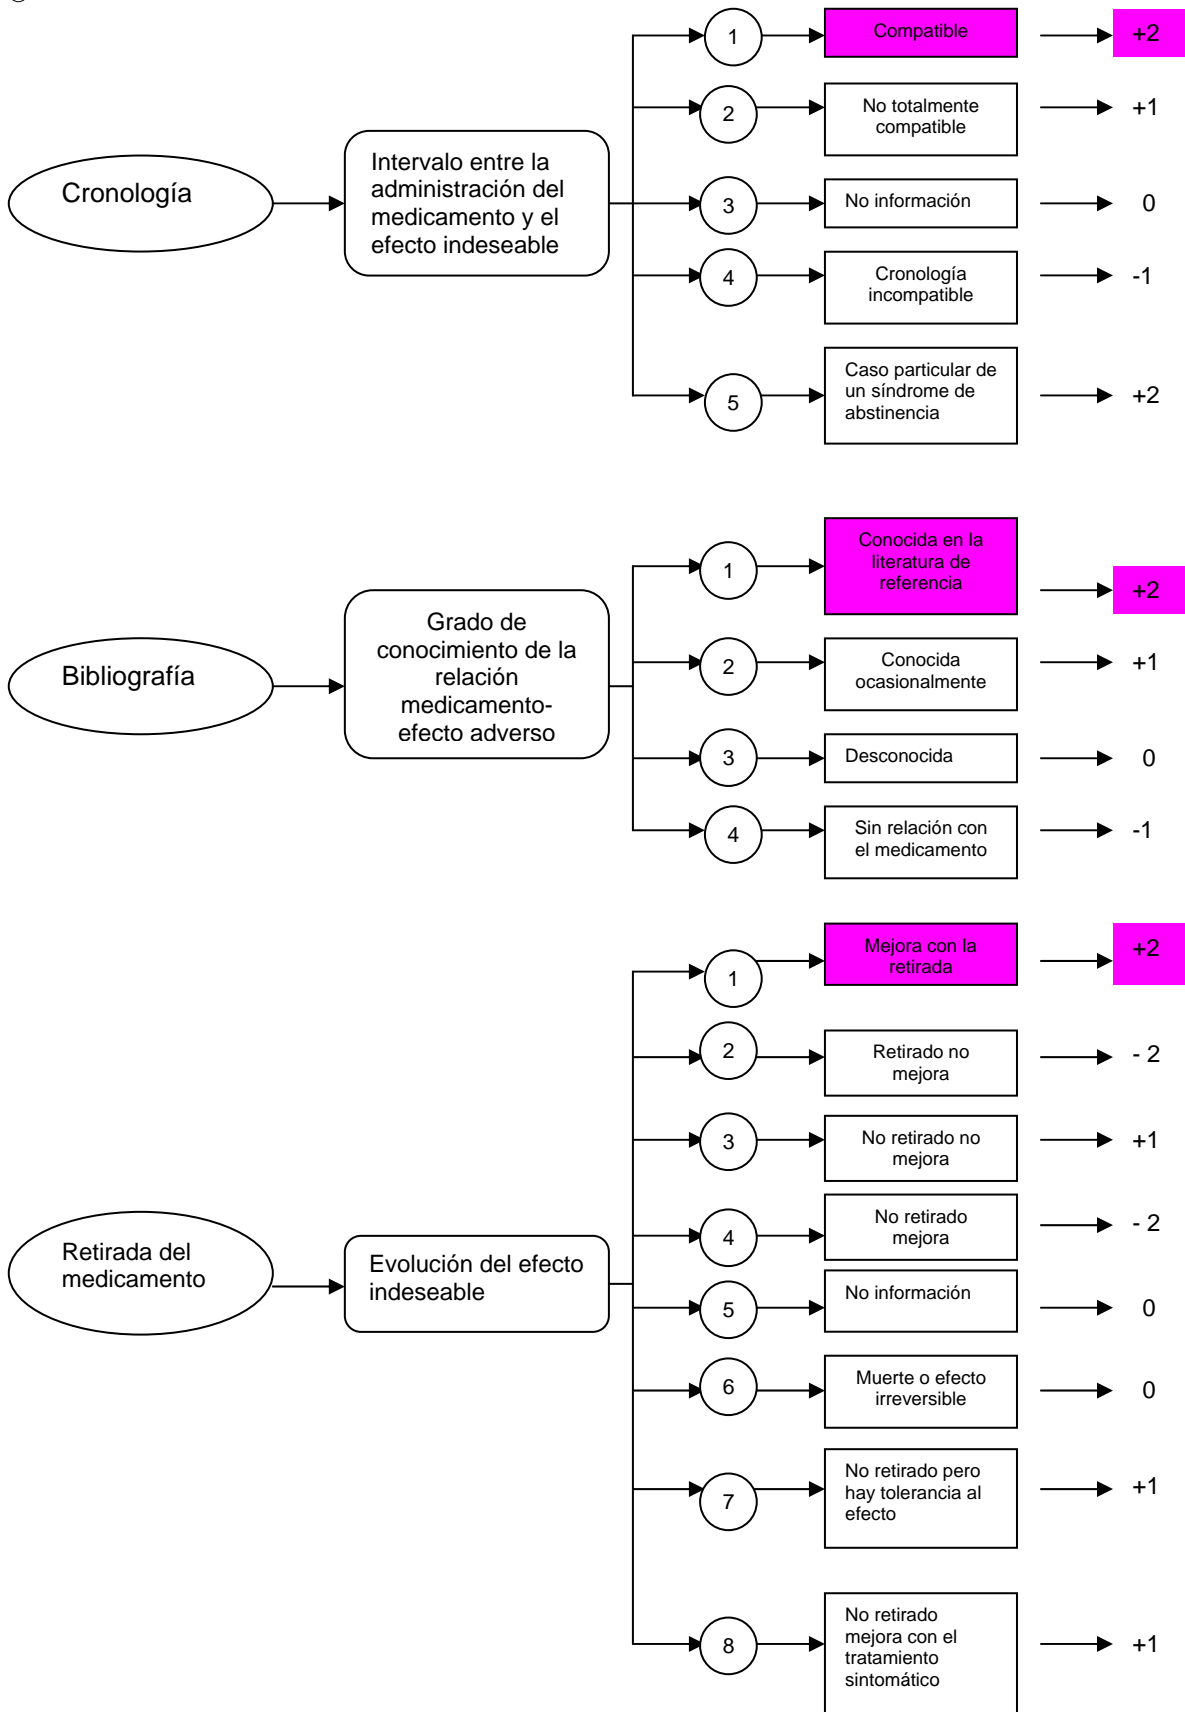 Cronología
Intervalo entre la
administración del
medicamento y el
efecto indeseable
1
Compatible
+2
2
No totalmente
compatible
+1
3
No información
0
4
Cronología
incompatible
-1
5
Caso particular de
un síndrome de
abstinencia
+2
Bibliografía
Grado de
conocimiento de la
relación
medicamento-
efecto adverso
1
Conocida en la
literatura de
referencia
+2
2
Conocida
ocasionalmente
+1
3
Desconocida
0
4
Sin relación con
el medicamento
-1
Retirada del
medicamento
Evolución del efecto
indeseable
1
Mejora con la
retirada
+2
2
Retirado no
mejora
- 2
3
No retirado no
mejora
+1
4
No retirado
mejora
- 2
5
No información
0
6
Muerte o efecto
irreversible
0
7
No retirado pero
hay tolerancia al
efecto
+1
8
No retirado
mejora con el
tratamiento
sintomático
+1